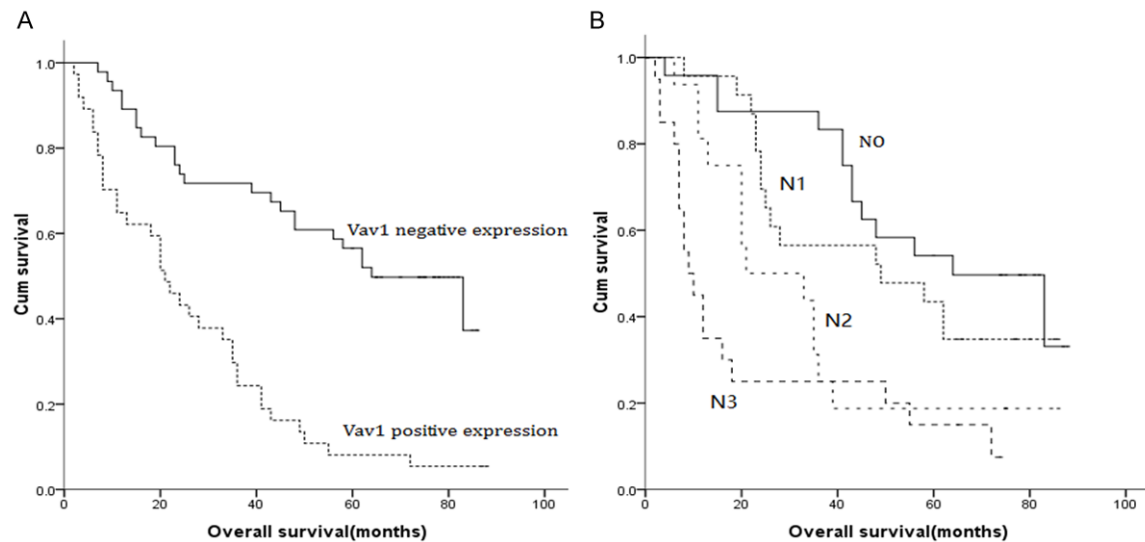 A
Cum survival
1.0
0.8
0.6
0.4
0.2
0.0
Vav1 negative expression
Vav1 positive expression
0 20 40 60 80 100
Overall survival(months)
B
Cum survival
1.0
0.8
0.6
0.4
0.2
0.0
NO
N1
N2
N3
0 20 40 60 80 100
Overall survival(months)